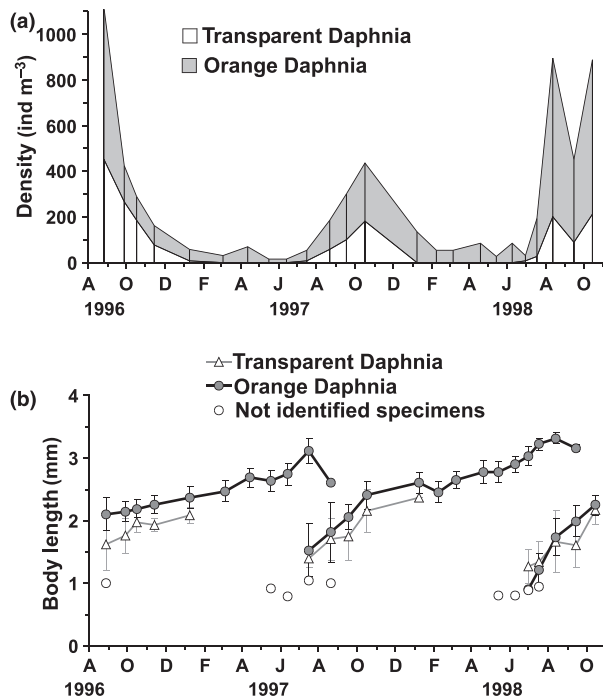 (a)
Density (ind m⁻³)
1000
800
600
400
200
0
Transparent Daphnia
Orange Daphnia
A O D F A J A O D F A J A O
1996 1997 1998
(b)
Transparent Daphnia
Orange Daphnia
Not identified specimens
Body length (mm)
4
3
2
1
0
A O D F A J A O D F A J A O
1996 1997 1998